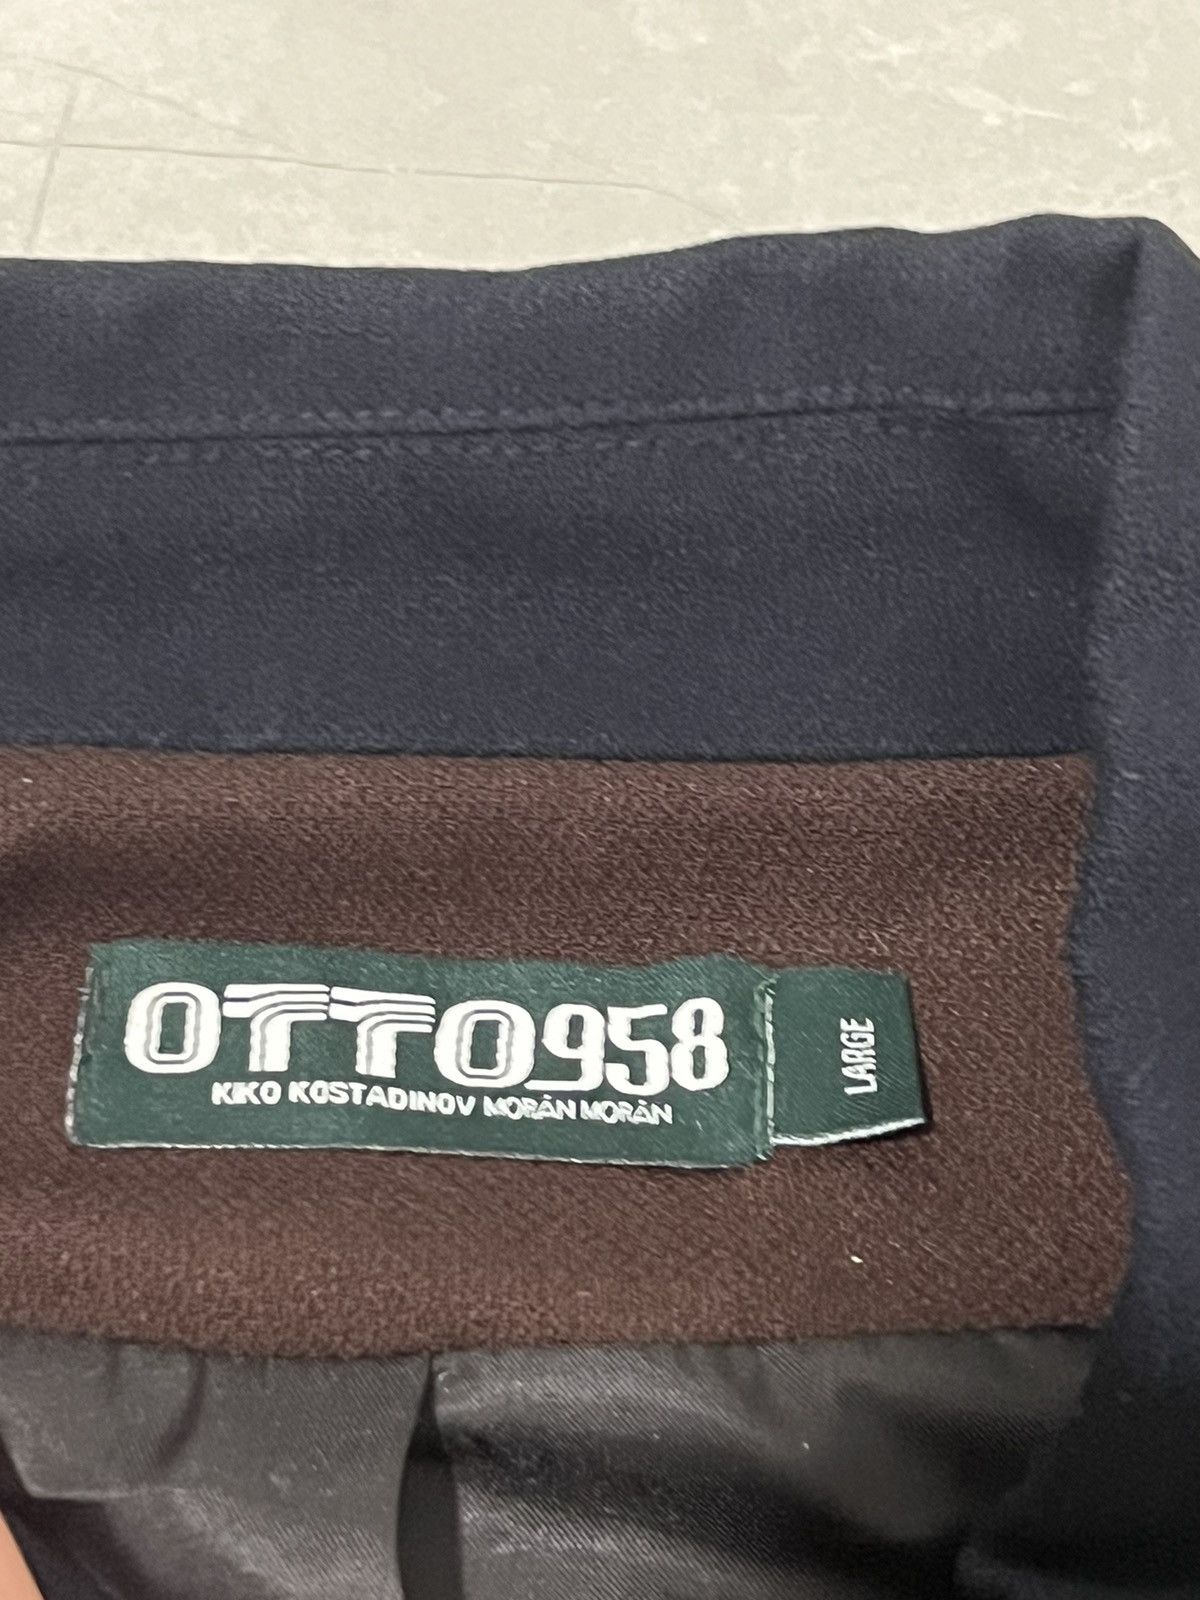 OTTO958
KIKO KOSTADINOV MORÁN MORÁN
LARGE